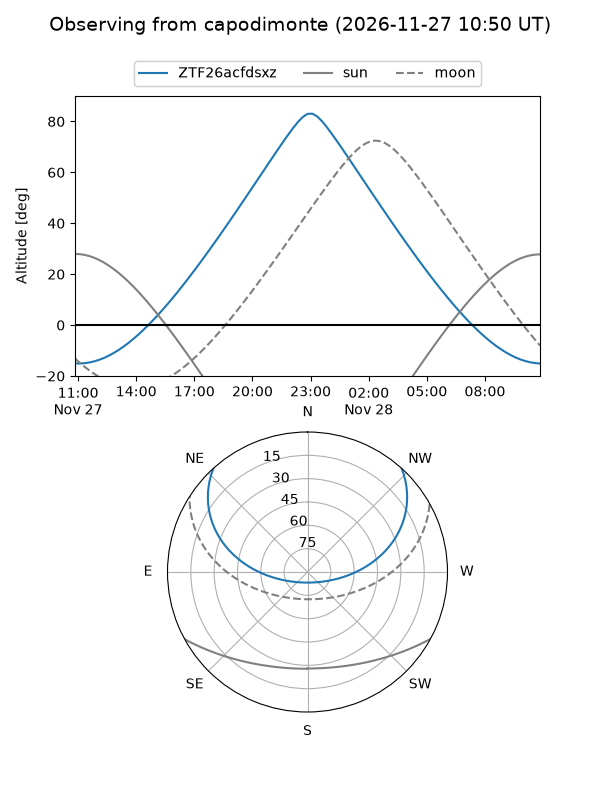 Observing from capodimonte (2026-11-27 10:50 UT)
ZTF26acfdsxz sun moon
80
60
40
20
0
−20
Altitude [deg]
11:00 14:00 17:00 20:00 23:00 02:00 05:00 08:00
Nov 27 Nov 28
N
NE NW
15
30
45
60
75
E W
SE SW
S